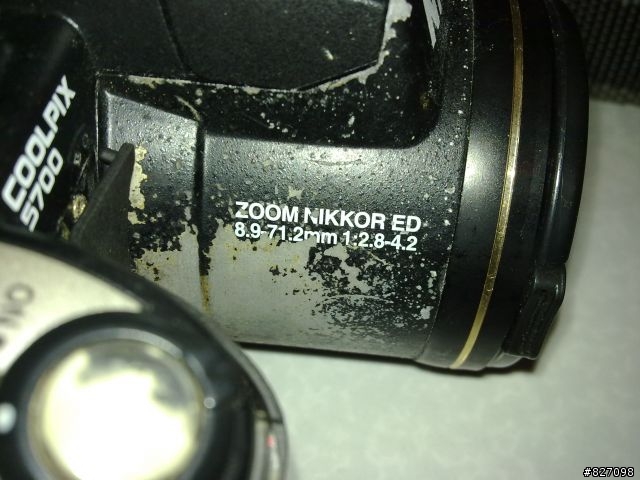 COOLPIX
5700
ZOOM NIKKOR ED
8.9-71.2mm 1:2.8-4.2
#827098